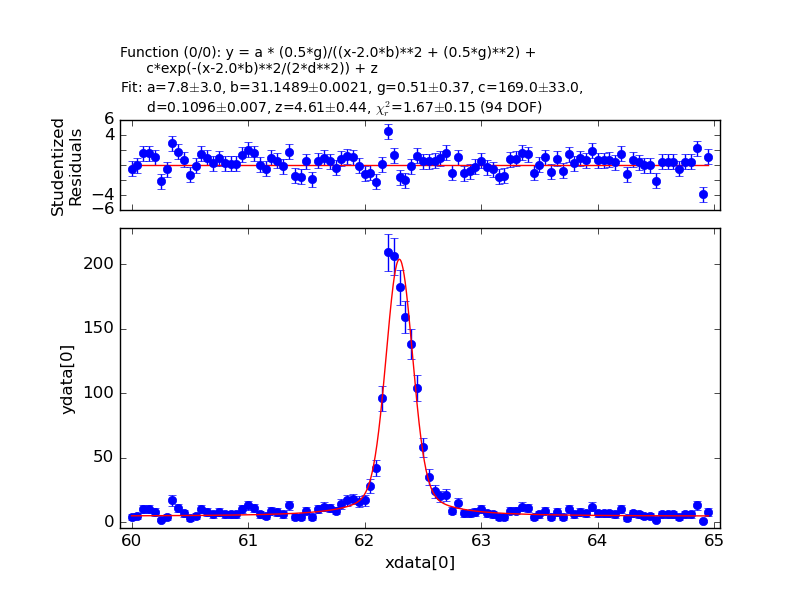 Function (0/0): y = a * (0.5*g)/((x-2.0*b)**2 + (0.5*g)**2) +
c*exp(-(x-2.0*b)**2/(2*d**2)) + z
Fit: a=7.8±3.0, b=31.1489±0.0021, g=0.51±0.37, c=169.0±33.0,
d=0.1096±0.007, z=4.61±0.44, χ²ᵣ=1.67±0.15 (94 DOF)
6
4
−4
−6
Studentized
Residuals
200
150
100
50
0
ydata[0]
60 61 62 63 64 65
xdata[0]